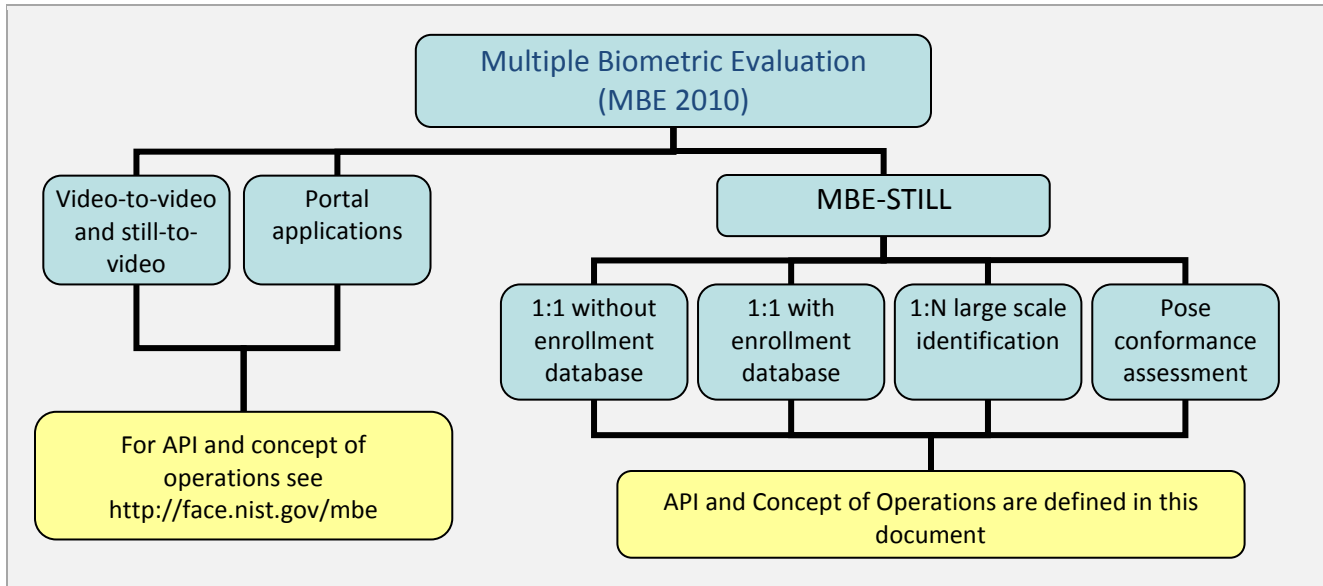 Multiple Biometric Evaluation
(MBE 2010)
Video-to-video
and still-to-
video
Portal
applications
MBE-STILL
1:1 without
enrollment
database
1:1 with
enrollment
database
1:N large scale
identification
Pose
conformance
assessment
For API and concept of
operations see
http://face.nist.gov/mbe
API and Concept of Operations are defined in this
document